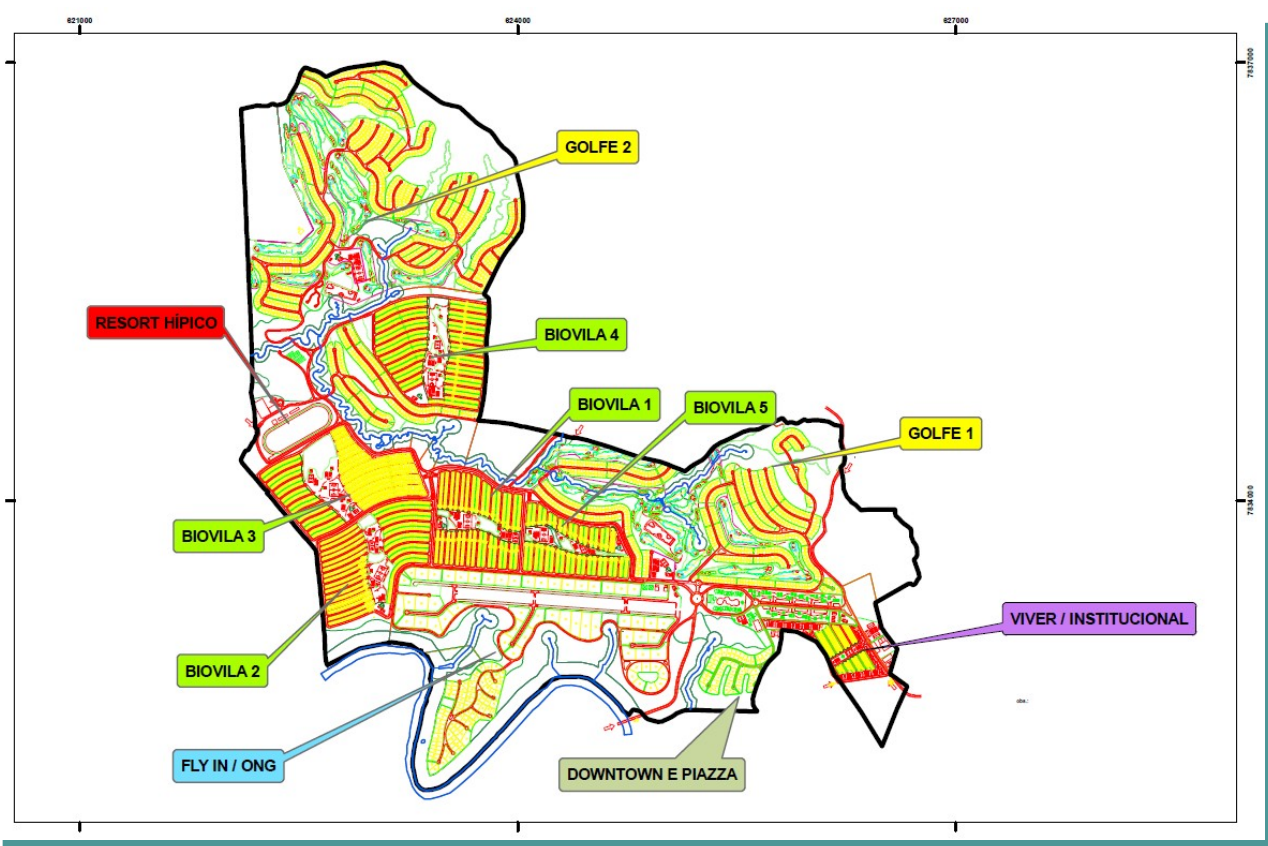 621000
624000
627000
7837000
GOLFE 2
RESORT HÍPICO
BIOVILA 4
BIOVILA 1
BIOVILA 5
GOLFE 1
7834000
BIOVILA 3
VIVER / INSTITUCIONAL
BIOVILA 2
FLY IN / ONG
DOWNTOWN E PIAZZA